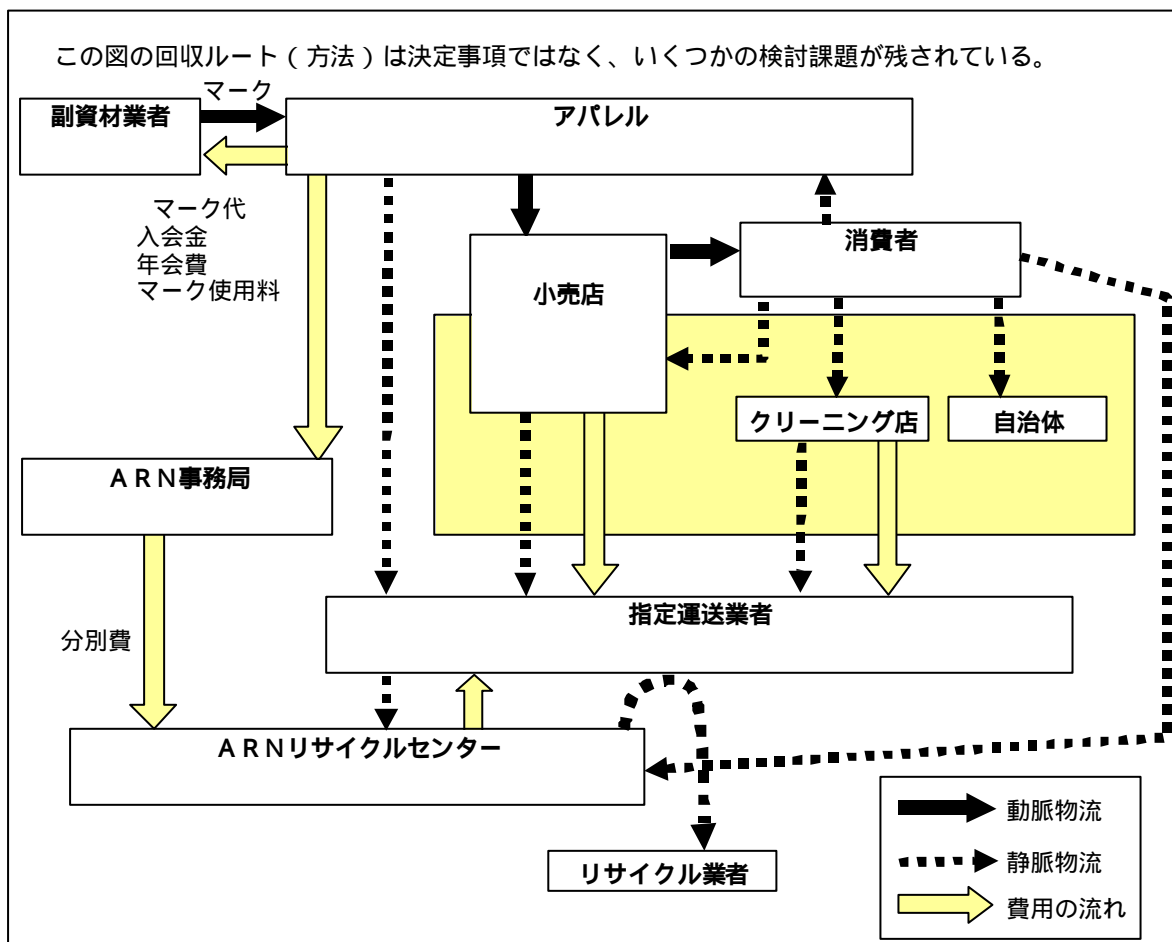 この図の回収ルート（方法）は決定事項ではなく、いくつかの検討課題が残されている。
マーク
副資材業者
アパレル
マーク代
入会金
年会費
マーク使用料
消費者
小売店
クリーニング店
自治体
ＡＲＮ事務局
指定運送業者
分別費
ＡＲＮリサイクルセンター
動脈物流
静脈物流
リサイクル業者
費用の流れ